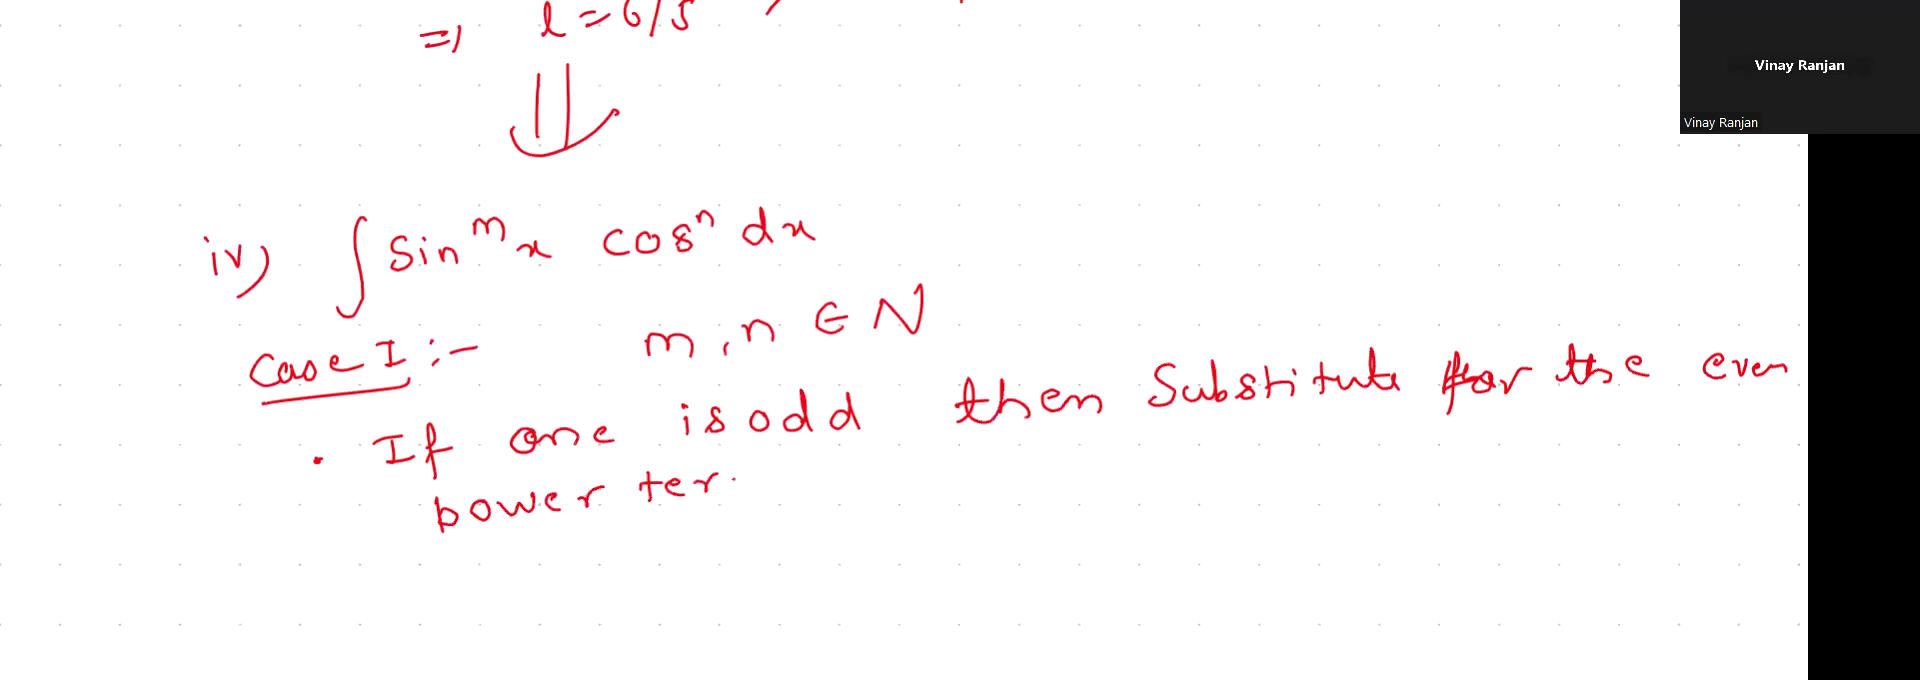 =) l = 6/5
Vinay Ranjan
Vinay Ranjan
iv) ∫ sin^m x cos^n dx
Case I :- m, n ∈ N
. If one is odd then Substitute for the even
power ter.